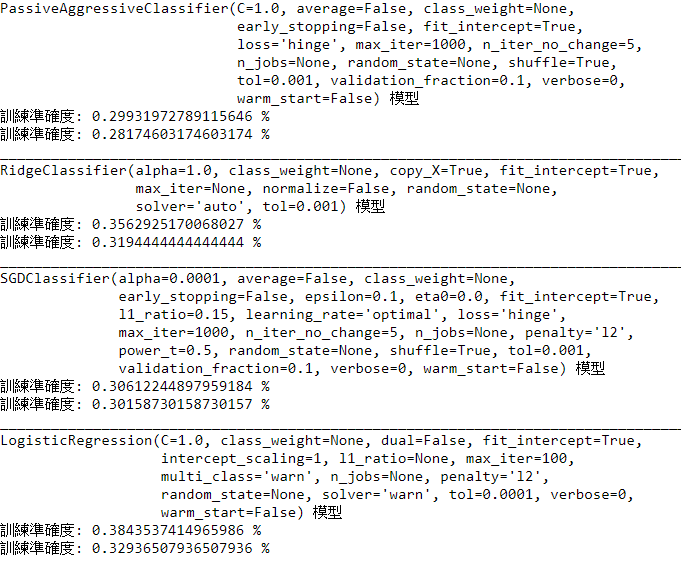 PassiveAggressiveClassifier(C=1.0, average=False, class_weight=None,
early_stopping=False, fit_intercept=True,
loss='hinge', max_iter=1000, n_iter_no_change=5,
n_jobs=None, random_state=None, shuffle=True,
tol=0.001, validation_fraction=0.1, verbose=0,
warm_start=False) 模型
訓練準確度: 0.29931972789115646 %
訓練準確度: 0.28174603174603174 %
RidgeClassifier(alpha=1.0, class_weight=None, copy_X=True, fit_intercept=True,
max_iter=None, normalize=False, random_state=None,
solver='auto', tol=0.001) 模型
訓練準確度: 0.3562925170068027 %
訓練準確度: 0.3194444444444444 %
SGDClassifier(alpha=0.0001, average=False, class_weight=None,
early_stopping=False, epsilon=0.1, eta0=0.0, fit_intercept=True,
l1_ratio=0.15, learning_rate='optimal', loss='hinge',
max_iter=1000, n_iter_no_change=5, n_jobs=None, penalty='l2',
power_t=0.5, random_state=None, shuffle=True, tol=0.001,
validation_fraction=0.1, verbose=0, warm_start=False) 模型
訓練準確度: 0.30612244897959184 %
訓練準確度: 0.30158730158730157 %
LogisticRegression(C=1.0, class_weight=None, dual=False, fit_intercept=True,
intercept_scaling=1, l1_ratio=None, max_iter=100,
multi_class='warn', n_jobs=None, penalty='l2',
random_state=None, solver='warn', tol=0.0001, verbose=0,
warm_start=False) 模型
訓練準確度: 0.3843537414965986 %
訓練準確度: 0.32936507936507936 %